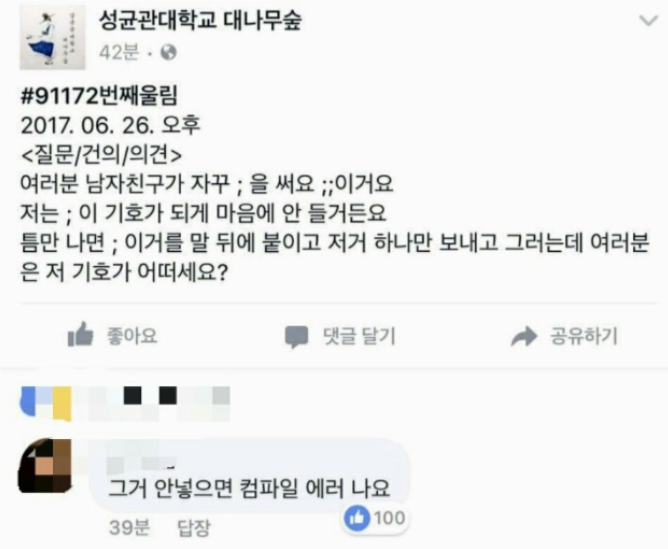 성균관대학교 대나무숲
42분 ·
#91172번째울림
2017. 06. 26. 오후
<질문/건의/의견>
여러분 남자친구가 자꾸 ; 을 써요 ;;이거요
저는 ; 이 기호가 되게 마음에 안 들거든요
틈만 나면 ; 이거를 말 뒤에 붙이고 저거 하나만 보내고 그러는데 여러분
은 저 기호가 어떠세요?
좋아요 댓글 달기 공유하기
그거 안넣으면 컴파일 에러 나요
39분 답장 100